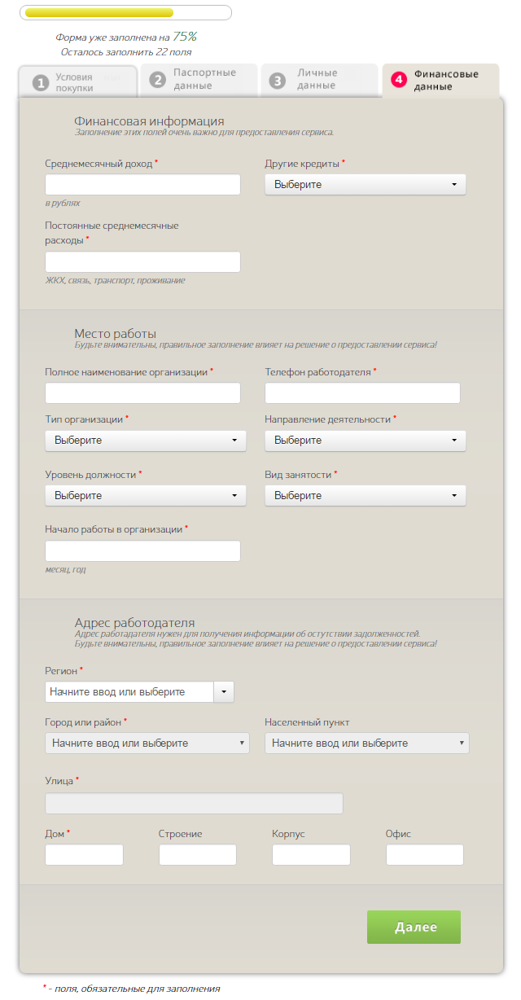 Форма уже заполнена на 75%
Осталось заполнить 22 поля
1 Условия покупки
2 Паспортные данные
3 Личные данные
4 Финансовые данные
Финансовая информация
Заполнение этих полей очень важно для предоставления сервиса.
Среднемесячный доход * Другие кредиты *
Выберите
в рублях
Постоянные среднемесячные
расходы *
ЖКХ, связь, транспорт, проживание
Место работы
Будьте внимательны, правильное заполнение влияет на решение о предоставлении сервиса!
Полное наименование организации * Телефон работодателя *
Тип организации * Направление деятельности *
Выберите Выберите
Уровень должности * Вид занятости *
Выберите Выберите
Начало работы в организации *
месяц, год
Адрес работодателя
Адрес работадателя нужен для получения информации об остутствии задолженностей.
Будьте внимательны, правильное заполнение влияет на решение о предоставлении сервиса!
Регион *
Начните ввод или выберите
Город или район * Населенный пункт
Начните ввод или выберите Начните ввод или выберите
Улица *
Дом * Строение Корпус Офис
Далее
* - поля, обязательные для заполнения